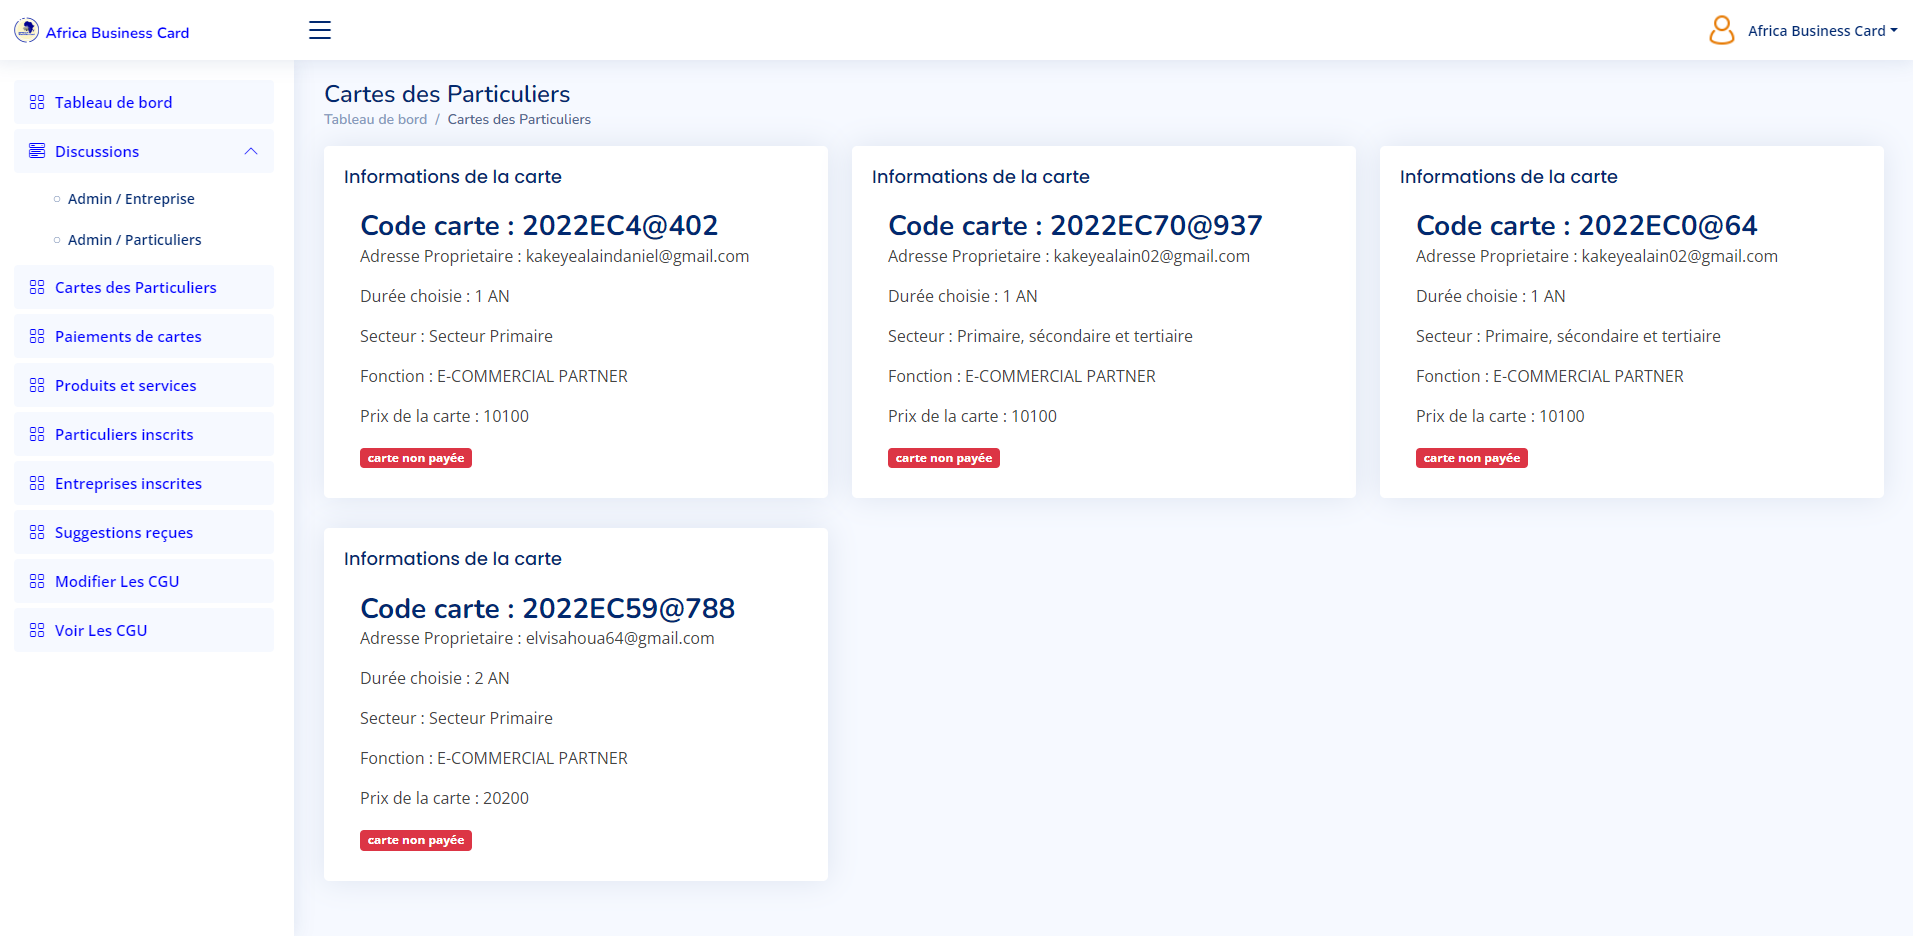 Africa Business Card
Africa Business Card
Tableau de bord
Discussions
Admin / Entreprise
Admin / Particuliers
Cartes des Particuliers
Paiements de cartes
Produits et services
Particuliers inscrits
Entreprises inscrites
Suggestions reçues
Modifier Les CGU
Voir Les CGU
Cartes des Particuliers
Tableau de bord / Cartes des Particuliers
Informations de la carte
Code carte : 2022EC4@402
Adresse Proprietaire : kakeyealaindaniel@gmail.com
Durée choisie : 1 AN
Secteur : Secteur Primaire
Fonction : E-COMMERCIAL PARTNER
Prix de la carte : 10100
carte non payée
Informations de la carte
Code carte : 2022EC70@937
Adresse Proprietaire : kakeyealain02@gmail.com
Durée choisie : 1 AN
Secteur : Primaire, sécondaire et tertiaire
Fonction : E-COMMERCIAL PARTNER
Prix de la carte : 10100
carte non payée
Informations de la carte
Code carte : 2022EC0@64
Adresse Proprietaire : kakeyealain02@gmail.com
Durée choisie : 1 AN
Secteur : Primaire, sécondaire et tertiaire
Fonction : E-COMMERCIAL PARTNER
Prix de la carte : 10100
carte non payée
Informations de la carte
Code carte : 2022EC59@788
Adresse Proprietaire : elvisahoua64@gmail.com
Durée choisie : 2 AN
Secteur : Secteur Primaire
Fonction : E-COMMERCIAL PARTNER
Prix de la carte : 20200
carte non payée